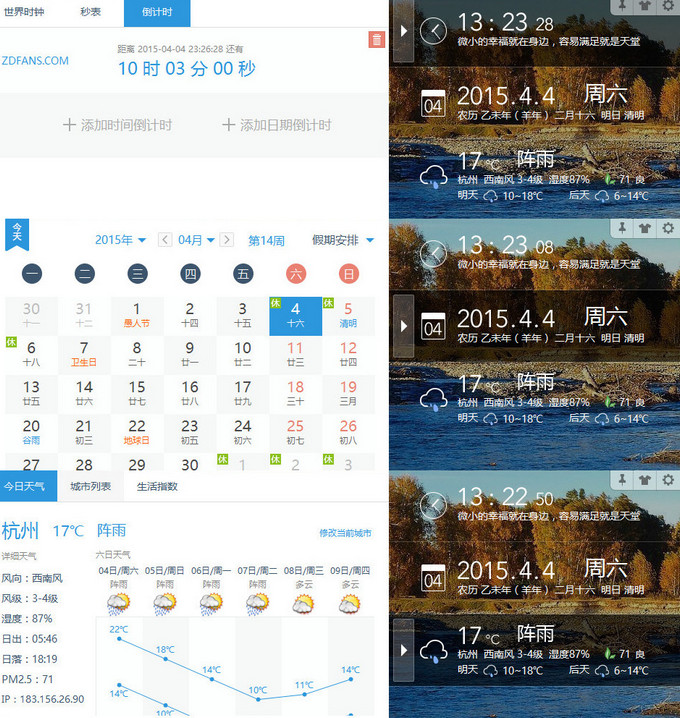 世界时钟 秒表 倒计时
ZDFANS.COM
距离 2015-04-04 23:26:28 还有
10 时 03 分 00 秒
添加时间倒计时 添加日期倒计时
今天
2015年 04月 第14周 假期安排
一 二 三 四 五 六 日
30 31 1 2 3 休 4 休 5
十一 十二 愚人节 十四 十五 十六 清明
休 6 7 8 9 10 11 12
十八 卫生日 二十 廿一 廿二 廿三 廿四
13 14 15 16 17 18 19
廿五 廿六 廿七 廿八 廿九 三十 三月
20 21 22 23 24 25 26
谷雨 初三 地球日 初五 初六 初七 初八
27 28 29 30 休 1 休 2 休 3
今日天气 城市列表 生活指数
杭州 17℃ 阵雨 修改当前城市
详细天气
风向：西南风
风级：3-4级
湿度：87%
日出：05:46
日落：18:19
PM2.5：71
IP：183.156.26.90
六日天气
04日/周六 05日/周日 06日/周一 07日/周二 08日/周三 09日/周四
阵雨 阵雨 阵雨 阵雨 多云 多云
22℃
18℃
14℃
10℃
11℃
14℃
14℃
10℃
13 : 23 28
微小的幸福就在身边，容易满足就是天堂
04
2015.4.4 周六
农历 乙未年（羊年）二月十六 明日 清明
17℃ 阵雨
杭州 西南风 3-4级 湿度87% 71 良
明天 10~18℃ 后天 6~14℃
13 : 23 08
微小的幸福就在身边，容易满足就是天堂
04
2015.4.4 周六
农历 乙未年（羊年）二月十六 明日 清明
17℃ 阵雨
杭州 西南风 3-4级 湿度87% 71 良
明天 10~18℃ 后天 6~14℃
13 : 22 50
微小的幸福就在身边，容易满足就是天堂
04
2015.4.4 周六
农历 乙未年（羊年）二月十六 明日 清明
17℃ 阵雨
杭州 西南风 3-4级 湿度87% 71 良
明天 10~18℃ 后天 6~14℃